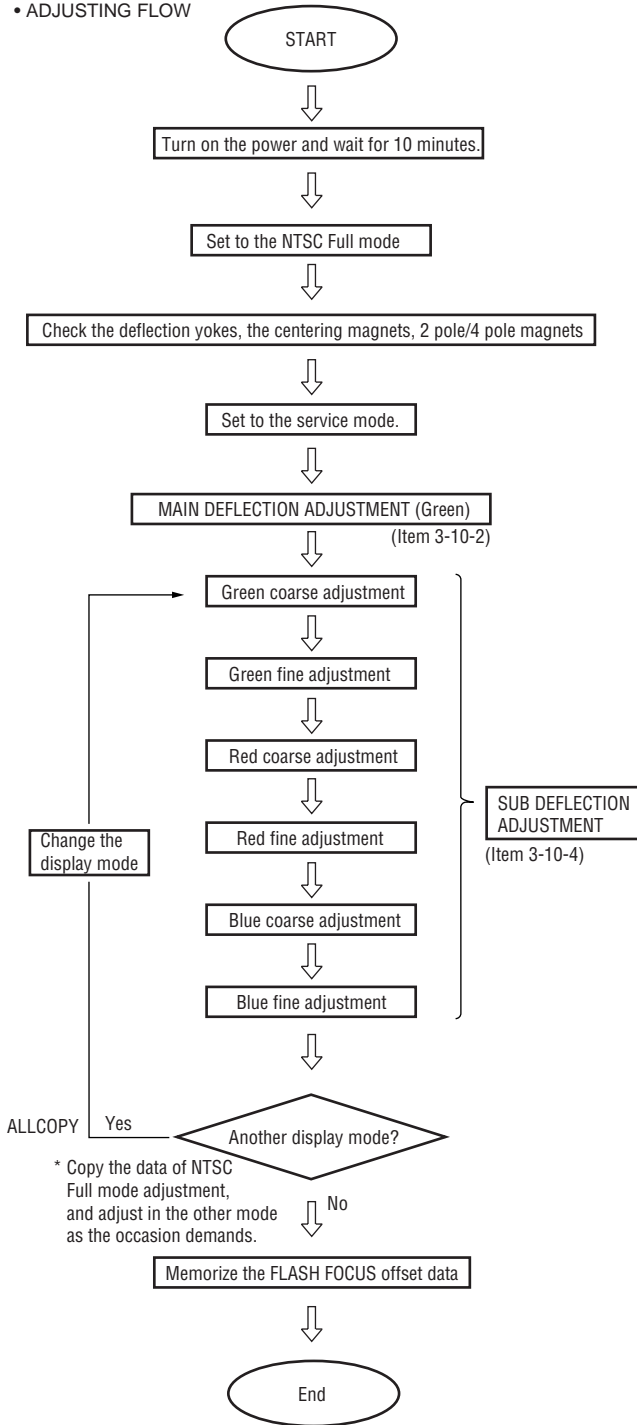 • ADJUSTING FLOW
START
Turn on the power and wait for 10 minutes.
Set to the NTSC Full mode
Check the deflection yokes, the centering magnets, 2 pole/4 pole magnets
Set to the service mode.
MAIN DEFLECTION ADJUSTMENT (Green)
(Item 3-10-2)
Green coarse adjustment
Green fine adjustment
Red coarse adjustment
Red fine adjustment
Blue coarse adjustment
Blue fine adjustment
SUB DEFLECTION
ADJUSTMENT
(Item 3-10-4)
Change the
display mode
ALLCOPY
Yes
Another display mode?
* Copy the data of NTSC
Full mode adjustment,
and adjust in the other mode
as the occasion demands.
No
Memorize the FLASH FOCUS offset data
End